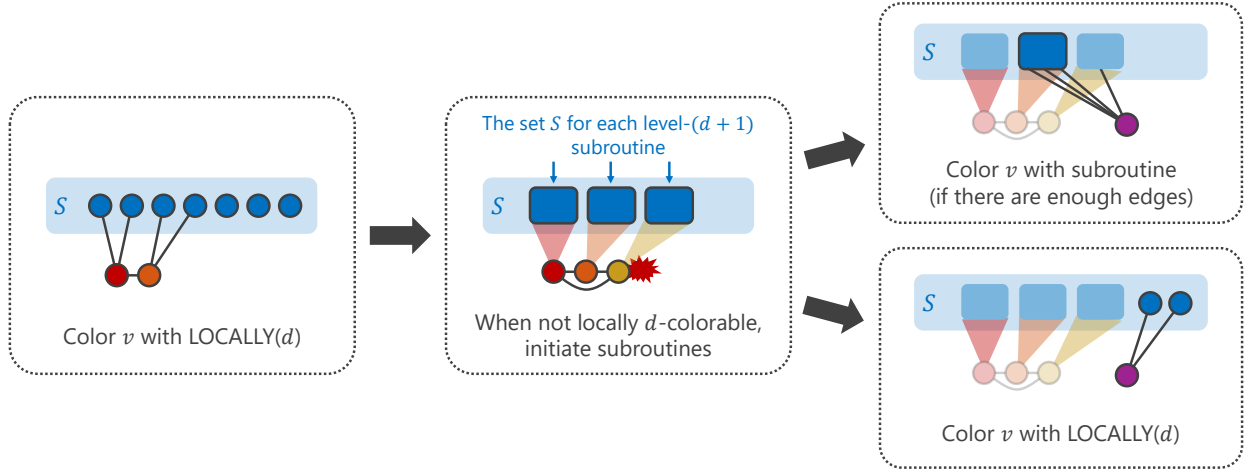 S
Color v with LOCALLY(d)
The set S for each level-(d + 1)
subroutine
S
When not locally d-colorable,
initiate subroutines
S
Color v with subroutine
(if there are enough edges)
S
Color v with LOCALLY(d)